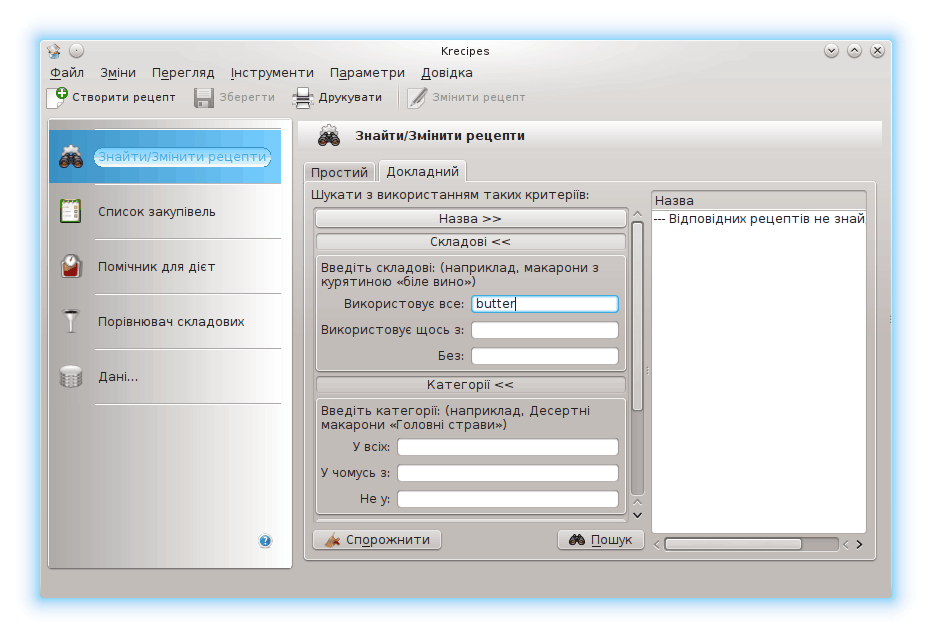 Krecipes
Файл Зміни Перегляд Інструменти Параметри Довідка
Створити рецепт Зберегти Друкувати Змінити рецепт
Знайти/Змінити рецепти
Список закупівель
Помічник для дієт
Порівнювач складових
Дані...
Знайти/Змінити рецепти
Простий Докладний
Шукати з використанням таких критеріїв:
Назва >>
Складові <<
Введіть складові: (наприклад, макарони з
курятиною «біле вино»)
Використовує все: butter
Використовує щось з:
Без:
Категорії <<
Введіть категорії: (наприклад, Десертні
макарони «Головні страви»)
У всіх:
У чомусь з:
Не у:
Спорожнити Пошук
Назва
--- Відповідних рецептів не знай